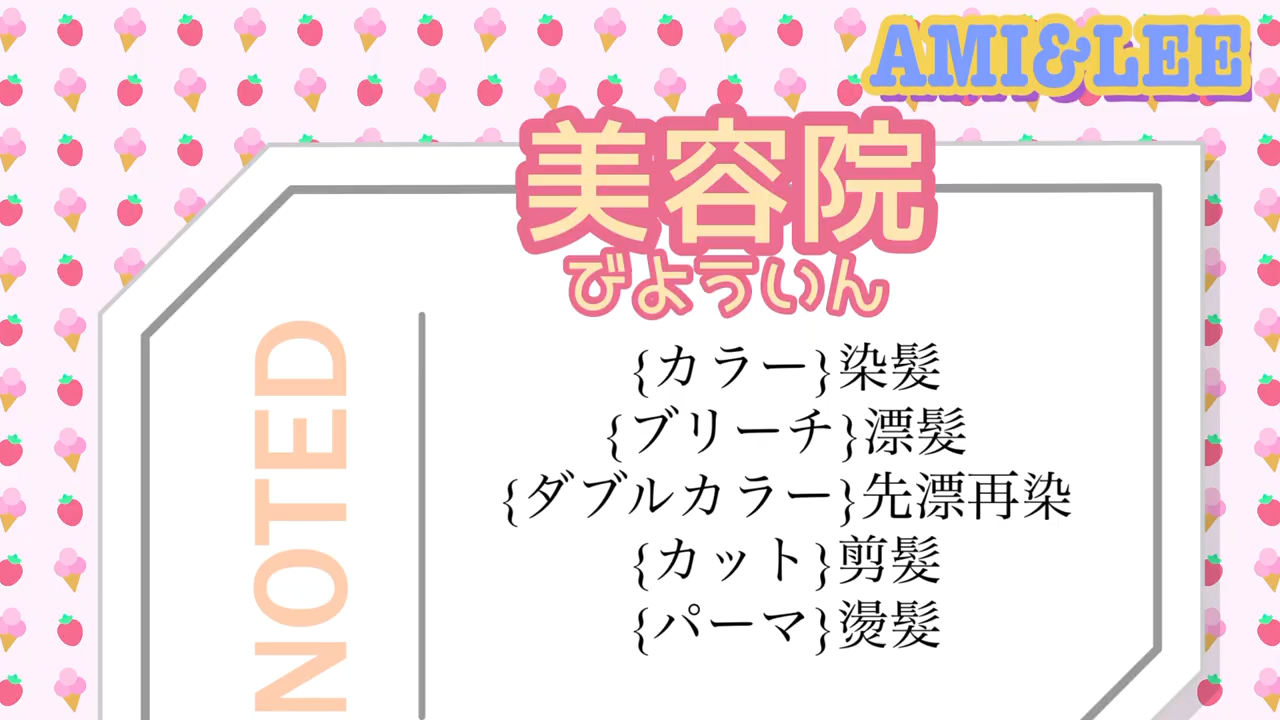 AMI&LEE
美容院
びよういん
{カラー}染髮
{ブリーチ}漂髮
{ダブルカラー}先漂再染
{カット}剪髮
{パーマ}燙髮
NOTED